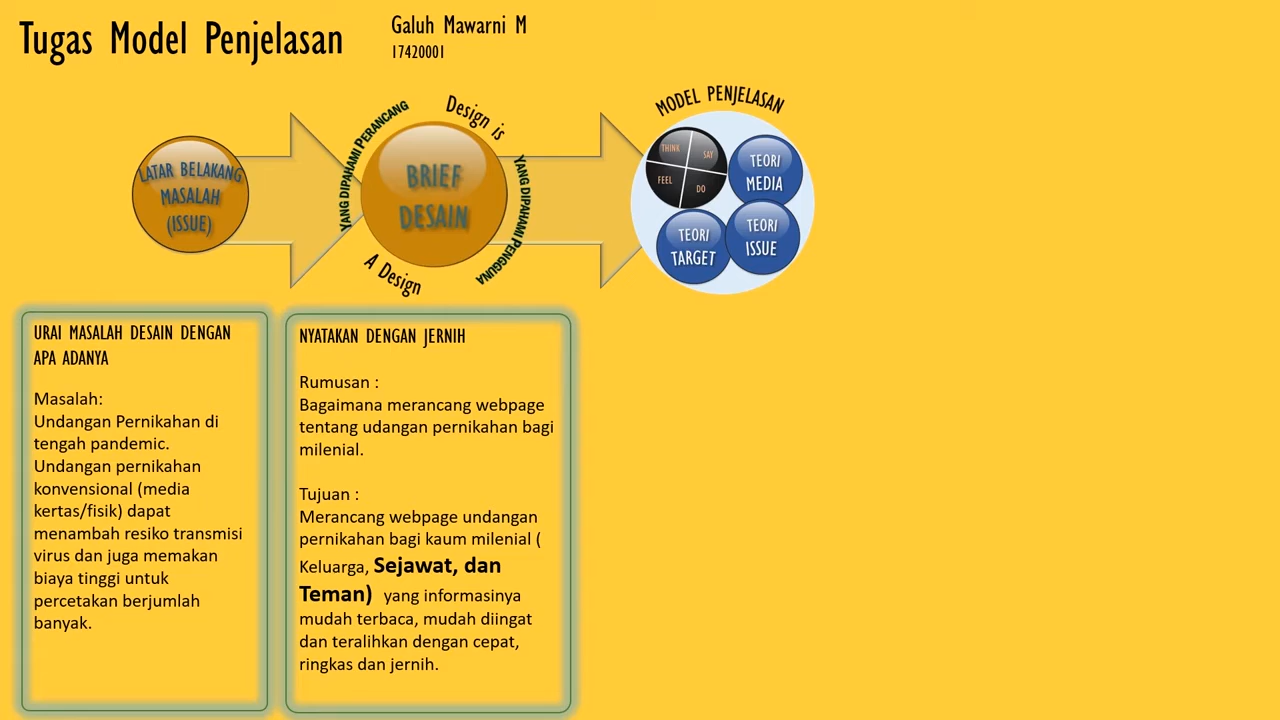 Tugas Model Penjelasan
Galuh Mawarni M
17420001
LATAR BELAKANG
MASALAH
(ISSUE)
YANG DIPAHAMI PERANCANG
Design is
BRIEF
DESAIN
YANG DIPAHAMI PENGGUNA
A Design
MODEL PENJELASAN
THINK
SAY
FEEL
DO
TEORI
MEDIA
TEORI
TARGET
TEORI
ISSUE
URAI MASALAH DESAIN DENGAN
APA ADANYA
Masalah:
Undangan Pernikahan di
tengah pandemic.
Undangan pernikahan
konvensional (media
kertas/fisik) dapat
menambah resiko transmisi
virus dan juga memakan
biaya tinggi untuk
percetakan berjumlah
banyak.
NYATAKAN DENGAN JERNIH
Rumusan :
Bagaimana merancang webpage
tentang udangan pernikahan bagi
milenial.
Tujuan :
Merancang webpage undangan
pernikahan bagi kaum milenial (
Keluarga, Sejawat, dan
Teman) yang informasinya
mudah terbaca, mudah diingat
dan teralihkan dengan cepat,
ringkas dan jernih.